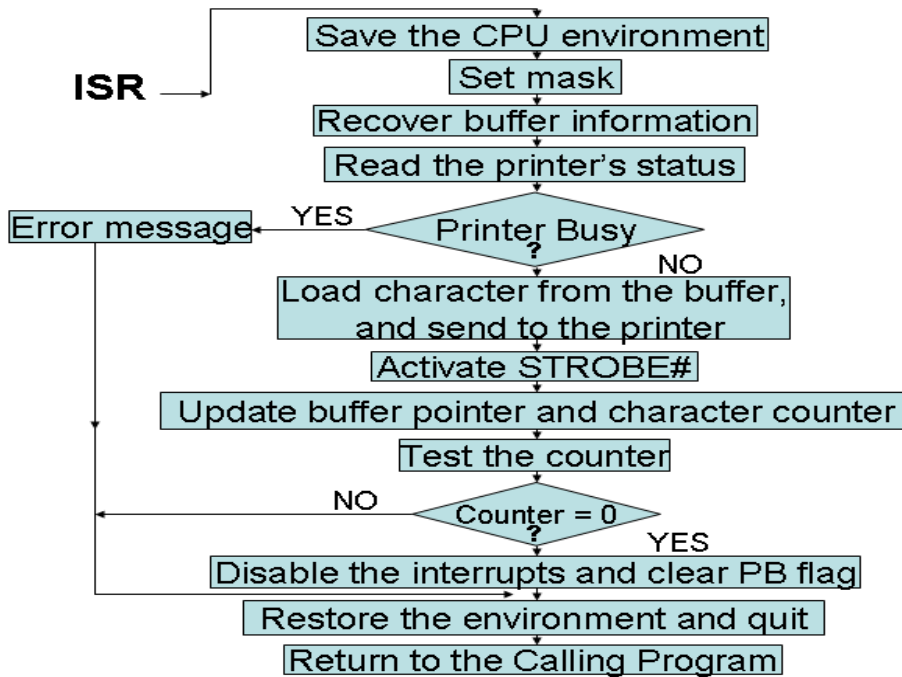 Save the CPU environment
ISR
Set mask
Recover buffer information
Read the printer's status
YES
Error message
Printer Busy
?
NO
Load character from the buffer,
and send to the printer
Activate STROBE#
Update buffer pointer and character counter
Test the counter
NO
Counter = 0
?
YES
Disable the interrupts and clear PB flag
Restore the environment and quit
Return to the Calling Program